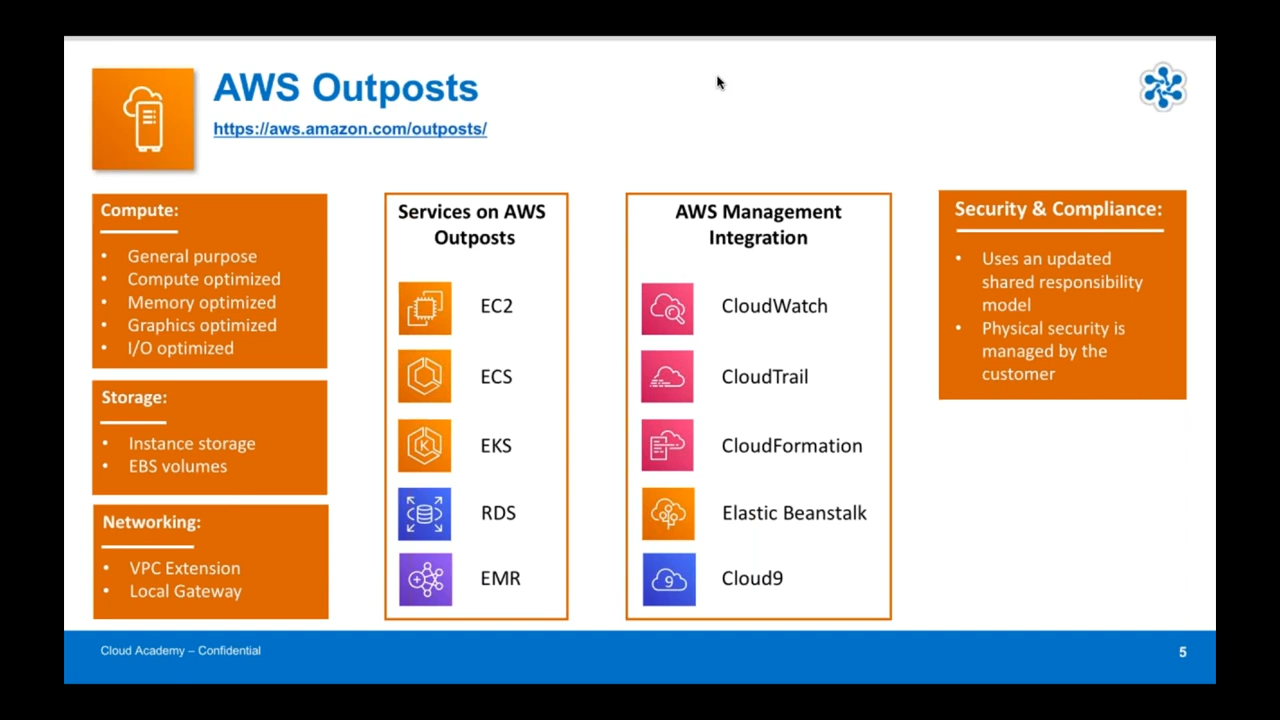 AWS Outposts
https://aws.amazon.com/outposts/
Compute:
• General purpose
• Compute optimized
• Memory optimized
• Graphics optimized
• I/O optimized
Storage:
• Instance storage
• EBS volumes
Networking:
• VPC Extension
• Local Gateway
Services on AWS
Outposts
EC2
ECS
K
EKS
RDS
EMR
AWS Management
Integration
CloudWatch
CloudTrail
CloudFormation
Elastic Beanstalk
9
Cloud9
Security & Compliance:
• Uses an updated
shared responsibility
model
• Physical security is
managed by the
customer
Cloud Academy – Confidential
5